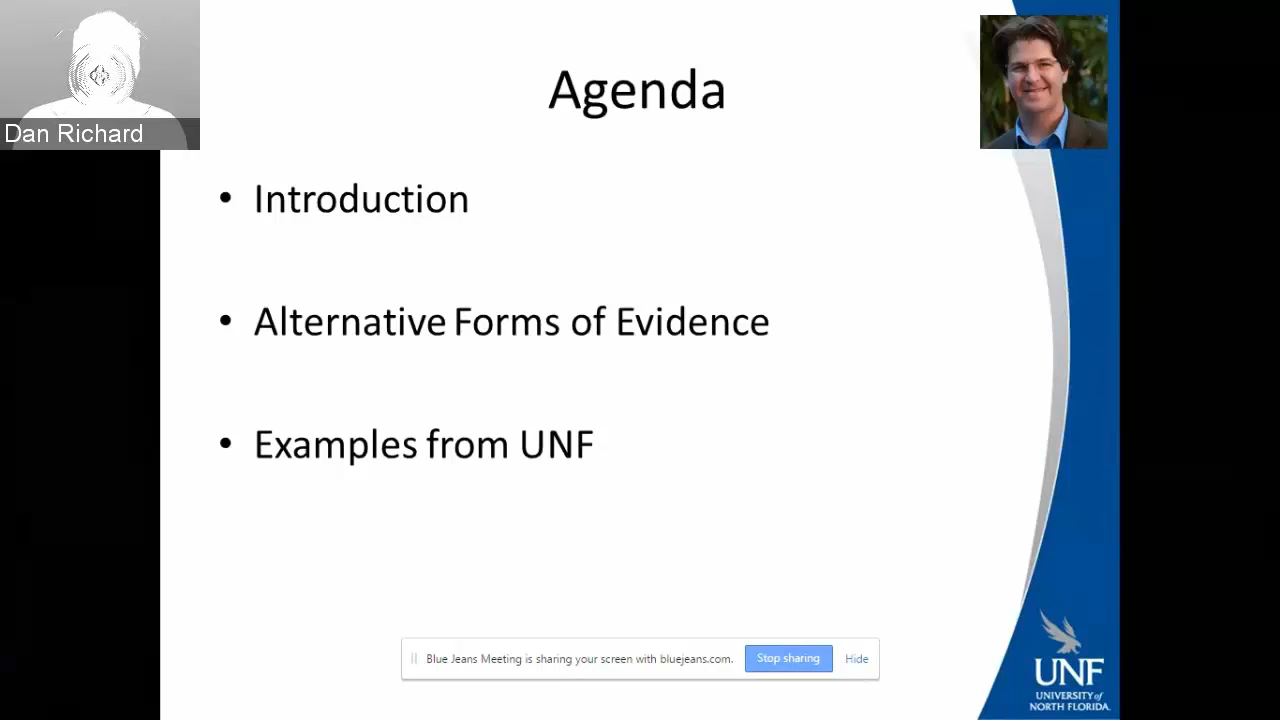 Dan Richard
Agenda
• Introduction
• Alternative Forms of Evidence
• Examples from UNF
Blue Jeans Meeting is sharing your screen with bluejeans.com.
Stop sharing
Hide
UNF
UNIVERSITY of
NORTH FLORIDA.